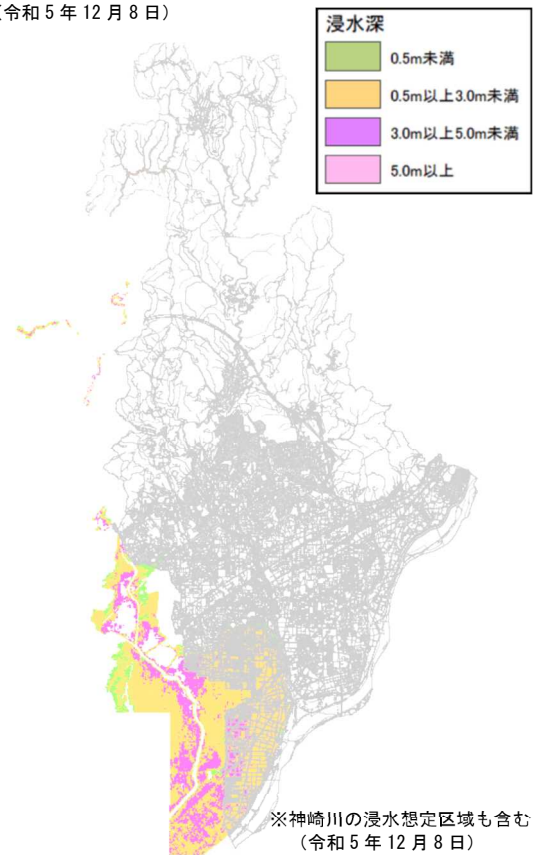 （令和５年12月８日）
浸水深
0.5m未満
0.5m以上3.0m未満
3.0m以上5.0m未満
5.0m以上
※神崎川の浸水想定区域も含む
（令和５年12月８日）